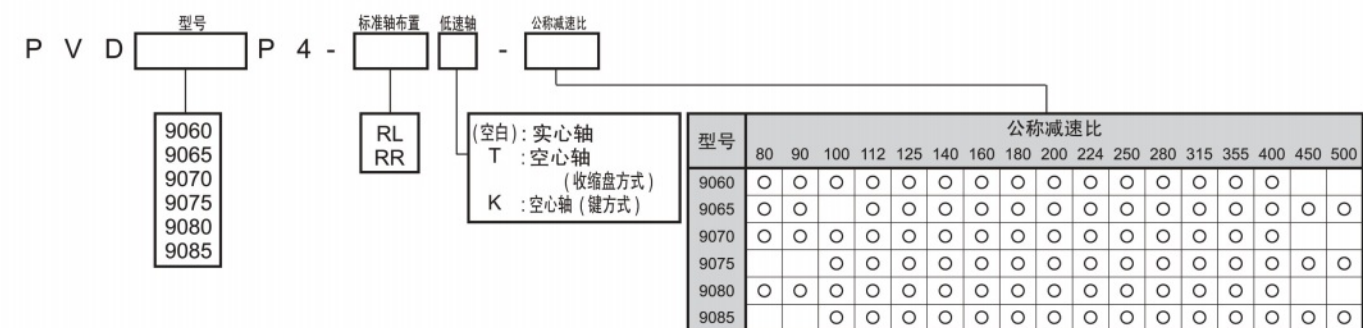 型号 标准轴布置 低速轴 公称减速比
P V D P 4 - -
9060
9065
9070
9075
9080
9085
RL
RR
(空白) : 实心轴
T : 空心轴
(收缩盘方式)
K : 空心轴 (键方式)
型号 公称减速比
80 90 100 112 125 140 160 180 200 224 250 280 315 355 400 450 500
9060 ○ ○ ○ ○ ○ ○ ○ ○ ○ ○ ○ ○ ○ ○ ○
9065 ○ ○ ○ ○ ○ ○ ○ ○ ○ ○ ○ ○ ○ ○ ○ ○
9070 ○ ○ ○ ○ ○ ○ ○ ○ ○ ○ ○ ○ ○ ○ ○
9075 ○ ○ ○ ○ ○ ○ ○ ○ ○ ○ ○ ○ ○ ○ ○
9080 ○ ○ ○ ○ ○ ○ ○ ○ ○ ○ ○ ○ ○ ○ ○
9085 ○ ○ ○ ○ ○ ○ ○ ○ ○ ○ ○ ○ ○ ○ ○